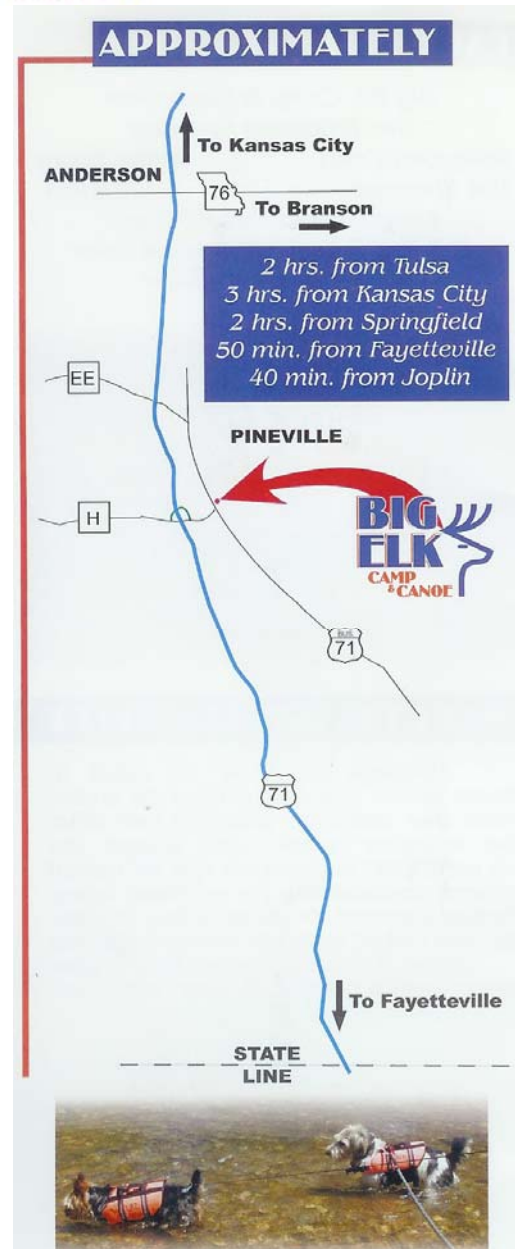 APPROXIMATELY
To Kansas City
ANDERSON
76
To Branson
2 hrs. from Tulsa
3 hrs. from Kansas City
2 hrs. from Springfield
50 min. from Fayetteville
40 min. from Joplin
EE
PINEVILLE
H
BIG
ELK
CAMP
& CANOE
BUS.
71
71
To Fayetteville
STATE
LINE